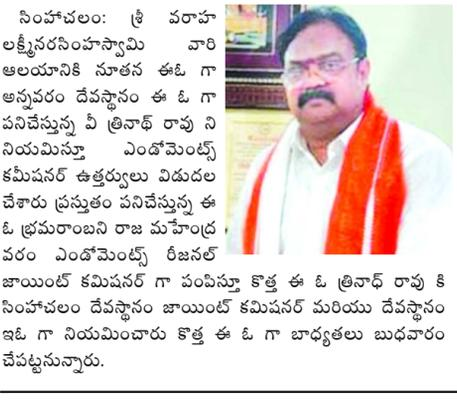 సింహాచలం: శ్రీ వరాహ
లక్ష్మీనరసింహస్వామి వారి
ఆలయానికి నూతన ఈఓ గా
అన్నవరం దేవస్థానం ఈ ఓ గా
పనిచేస్తున్న వీ త్రినాథ్ రావు ని
నియమిస్తూ ఎండోమెంట్స్
కమీషనర్ ఉత్తర్వులు విడుదల
చేశారు ప్రస్తుతం పనిచేస్తున్న ఈ
ఓ భ్రమరాంబని రాజ మహేంద్ర
వరం ఎండోమెంట్స్ రీజనల్
జాయింట్ కమిషనర్ గా పంపిస్తూ కొత్త ఈ ఓ త్రినాధ్ రావు కి
సింహాచలం దేవస్థానం జాయింట్ కమిషనర్ మరియు దేవస్థానం
ఇఓ గా నియమించారు కొత్త ఈ ఓ గా బాధ్యతలు బుధవారం
చేపట్టనున్నారు.